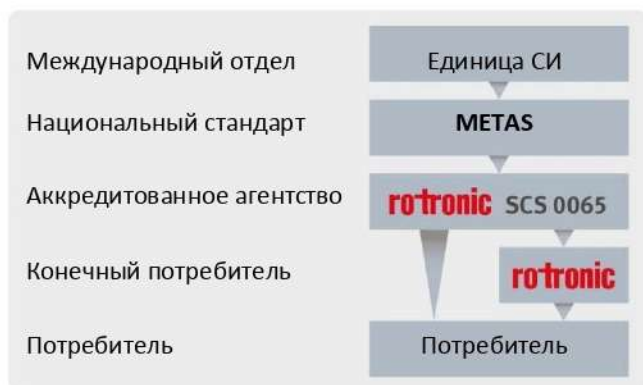 Международный отдел Единица СИ
Национальный стандарт METAS
Аккредитованное агентство rotronic SCS 0065
Конечный потребитель rotronic
Потребитель Потребитель